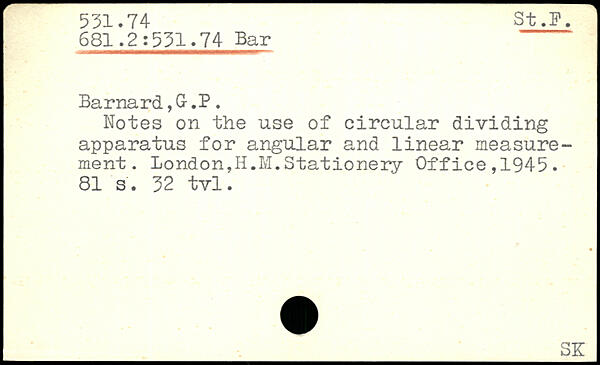 531.74 St.F.
681.2:531.74 Bar
Barnard,G.P.
Notes on the use of circular dividing
apparatus for angular and linear measure-
ment. London,H.M.Stationery Office,1945.
81 s. 32 tvl.
SK